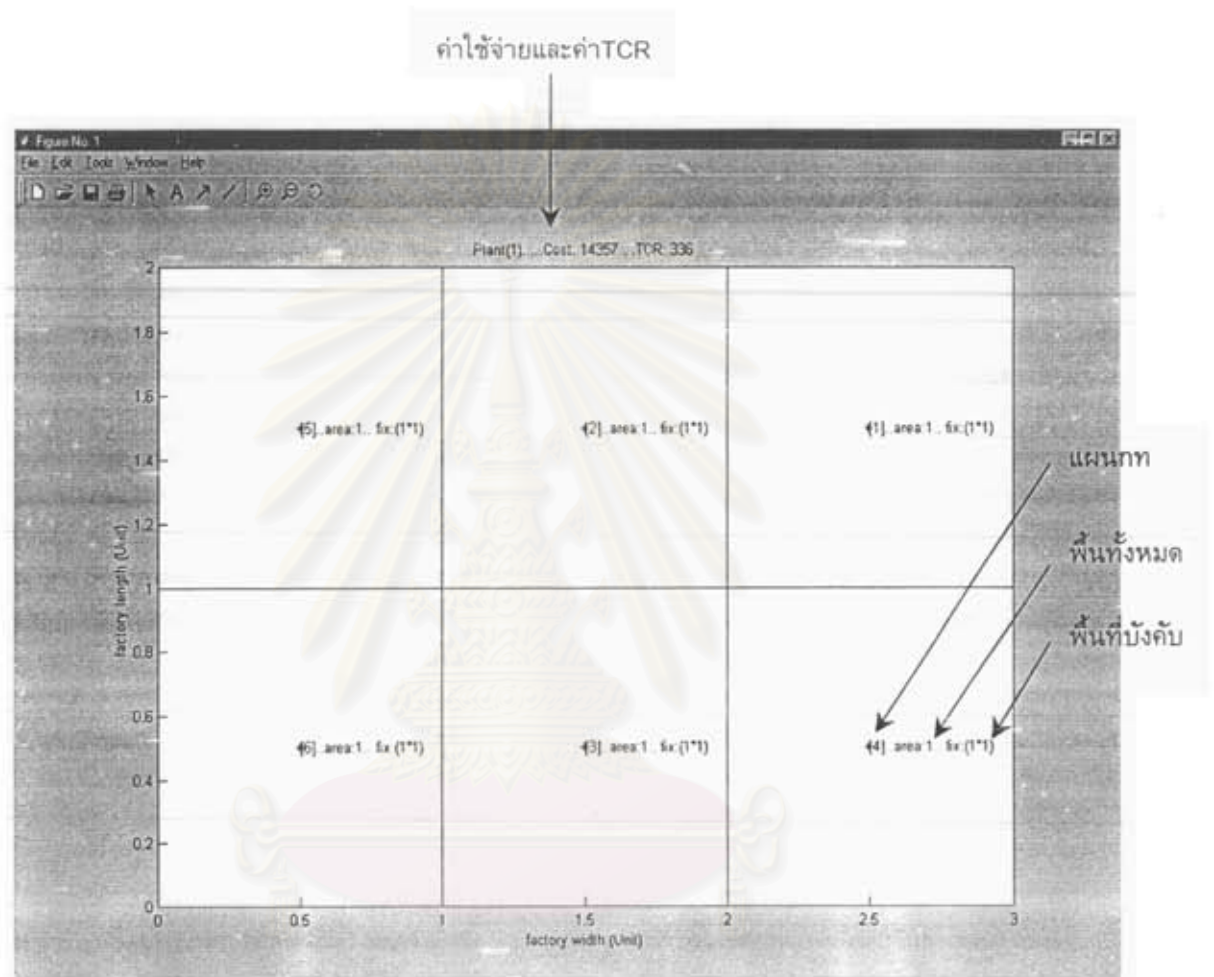 ค่าใช้จ่ายและค่าTCR
Figure No. 1
File Edit Tools Window Help
Plant(1).....Cost: 14357 ...TCR: 336
2
1.8
1.6
1.4
1.2
1
0.8
0.6
0.4
0.2
0
factory length (Unit)
[5]..area:1.. fix:(1*1)
[2]..area:1.. fix:(1*1)
[1]..area:1.. fix:(1*1)
แผนกท
พื้นทั้งหมด
พื้นที่บังคับ
[6]..area:1.. fix:(1*1)
[3]..area:1.. fix:(1*1)
[4]..area:1.. fix:(1*1)
0 0.5 1 1.5 2 2.5 3
factory width (Unit)